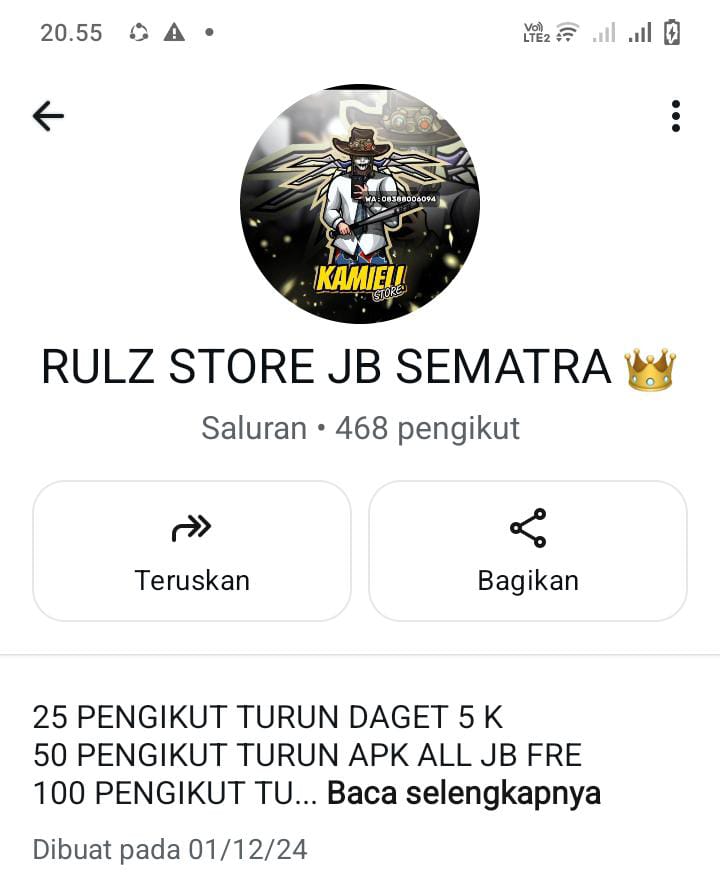 20.55
Vo)
LTE2
WA : 08388006094
KAMIELI
STORE
RULZ STORE JB SEMATRA
Saluran • 468 pengikut
Teruskan
Bagikan
25 PENGIKUT TURUN DAGET 5 K
50 PENGIKUT TURUN APK ALL JB FRE
100 PENGIKUT TU... Baca selengkapnya
Dibuat pada 01/12/24